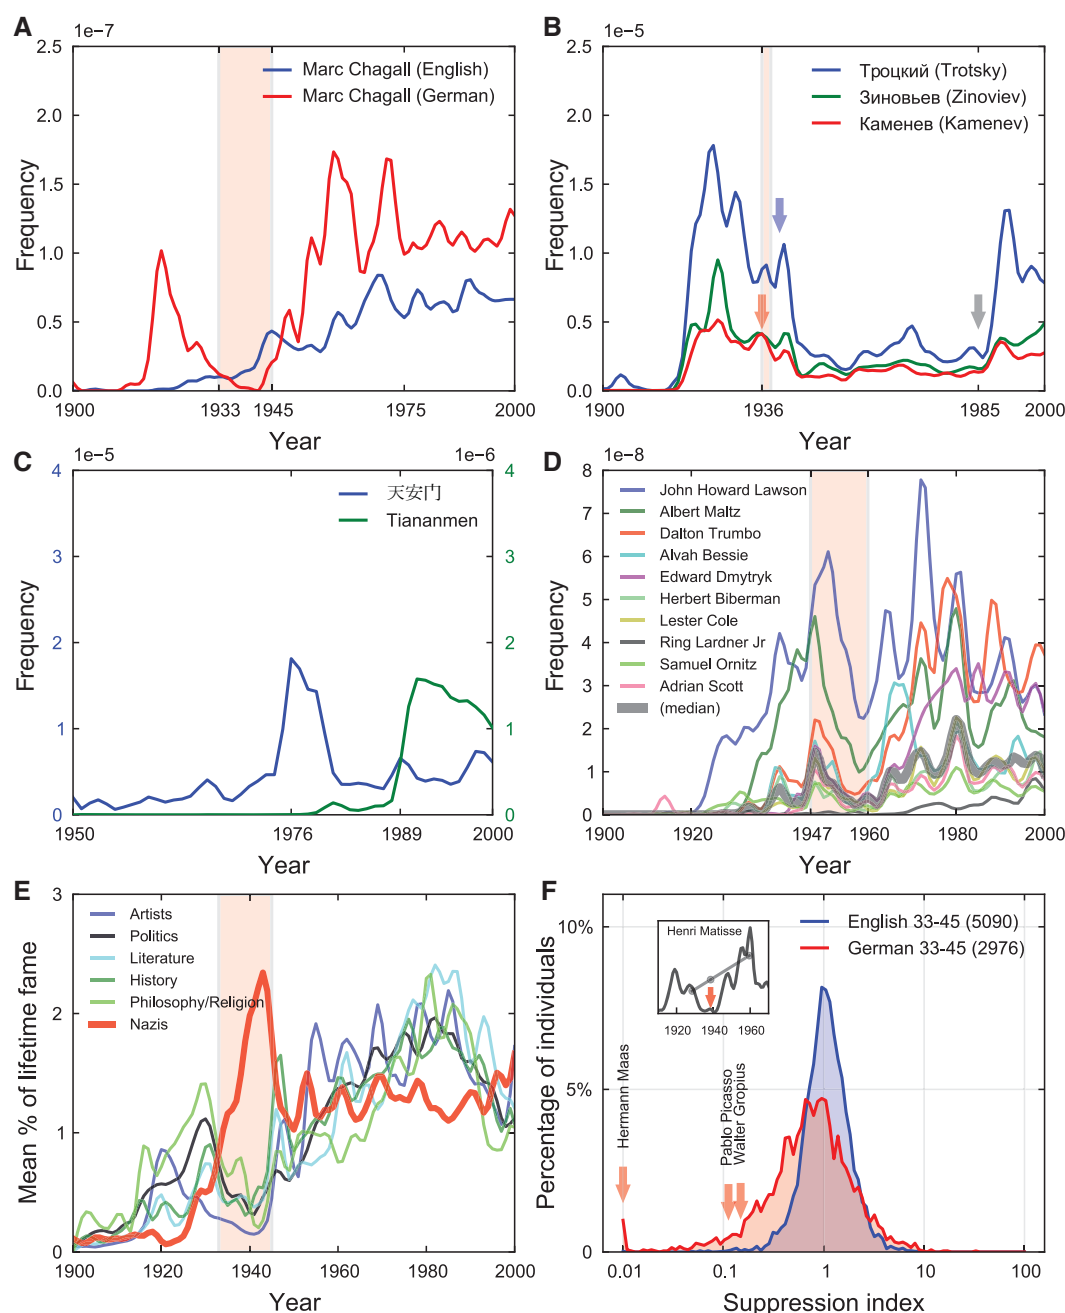 A
1e−7
2.5
2.0
1.5
1.0
0.5
0.0
Frequency
Marc Chagall (English)
Marc Chagall (German)
1900
1933
1945
1975
2000
Year
B
1e−5
2.5
2.0
1.5
1.0
0.5
0.0
Frequency
Троцкий (Trotsky)
Зиновьев (Zinoviev)
Каменев (Kamenev)
1900
1936
1985
2000
Year
C
1e−5
1e−6
4
3
2
1
0
4
3
2
1
0
Frequency
天安门
Tiananmen
1950
1976
1989
2000
Year
D
1e−8
8
7
6
5
4
3
2
1
0
Frequency
John Howard Lawson
Albert Maltz
Dalton Trumbo
Alvah Bessie
Edward Dmytryk
Herbert Biberman
Lester Cole
Ring Lardner Jr
Samuel Ornitz
Adrian Scott
(median)
1900
1920
1947
1960
1980
2000
Year
E
3
2
1
0
Mean % of lifetime fame
Artists
Politics
Literature
History
Philosophy/Religion
Nazis
1900
1920
1940
1960
1980
2000
Year
F
10%
5%
0
Percentage of individuals
Henri Matisse
1920
1940
1960
English 33-45 (5090)
German 33-45 (2976)
Hermann Maas
Pablo Picasso
Walter Gropius
0.01
0.1
1
10
100
Suppression index